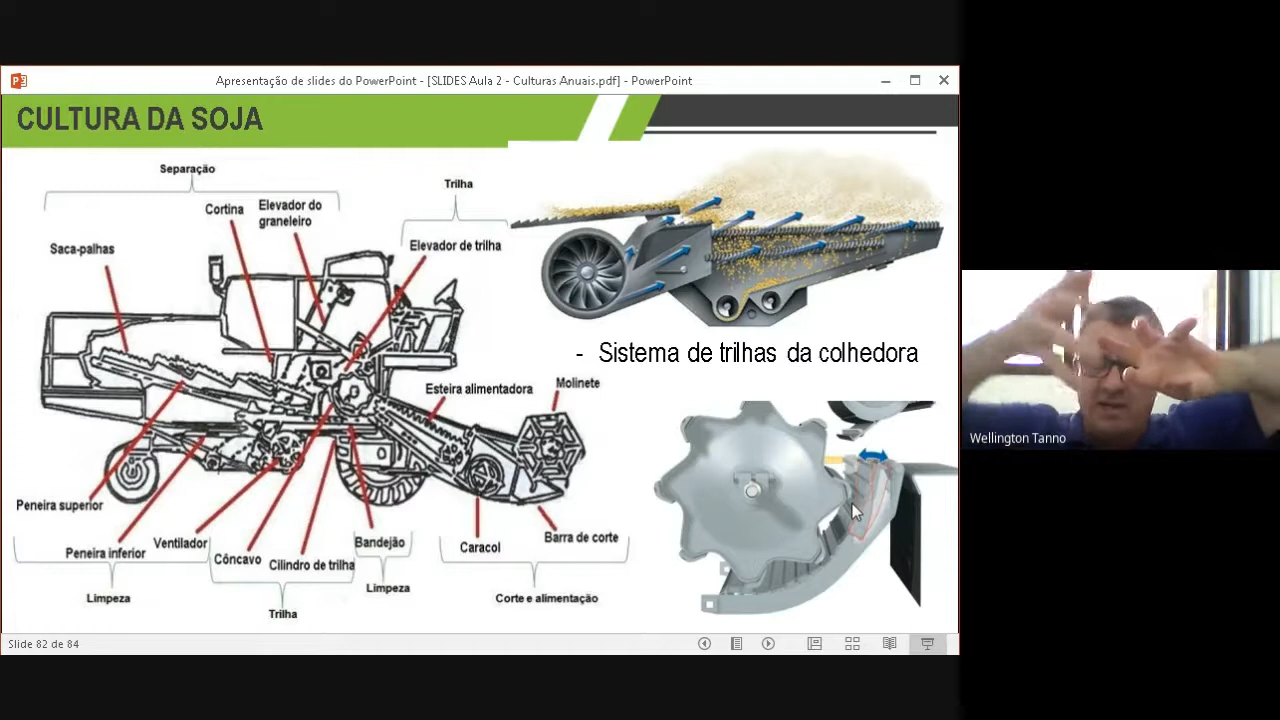 Apresentação de slides do PowerPoint - [SLIDES Aula 2 - Culturas Anuais.pdf] - PowerPoint
CULTURA DA SOJA
Separação
Trilha
Cortina
Elevador do
graneleiro
Saca-palhas
Elevador de trilha
- Sistema de trilhas da colhedora
Esteira alimentadora
Molinete
Wellington Tanno
Peneira superior
Peneira inferior
Ventilador
Côncavo
Cilindro de trilha
Bandejão
Caracol
Barra de corte
Limpeza
Trilha
Limpeza
Corte e alimentação
Slide 82 de 84